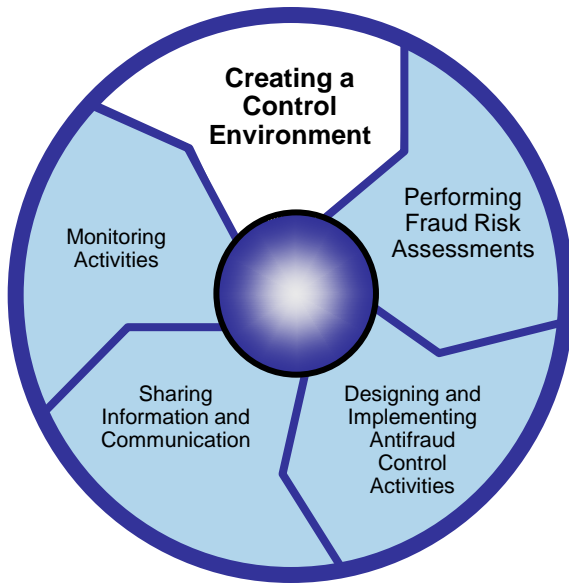 Creating a
Control
Environment
Performing
Fraud Risk
Assessments
Designing and
Implementing
Antifraud
Control
Activities
Sharing
Information and
Communication
Monitoring
Activities